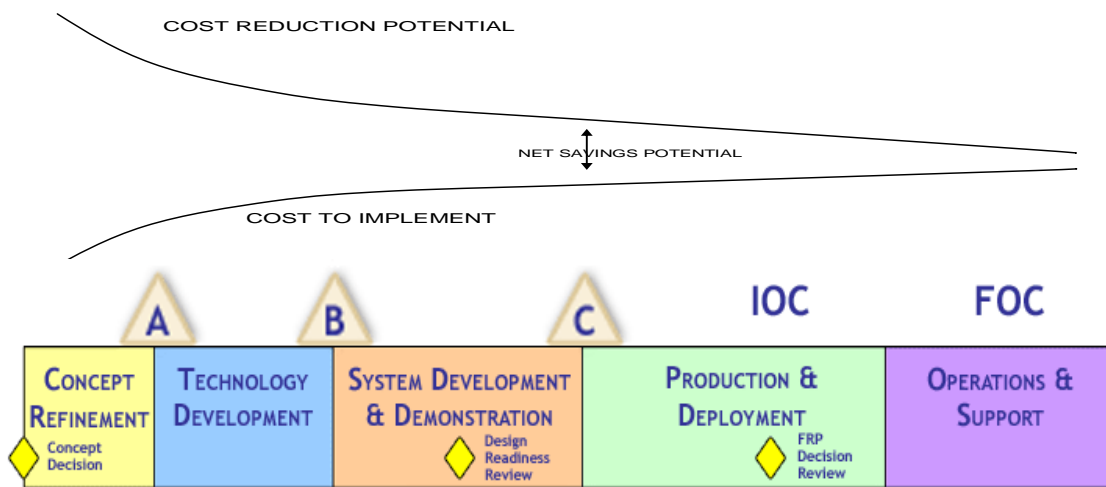 COST REDUCTION POTENTIAL
NET SAVINGS POTENTIAL
COST TO IMPLEMENT
A
B
C
IOC
FOC
CONCEPT
REFINEMENT
Concept
Decision
TECHNOLOGY
DEVELOPMENT
SYSTEM DEVELOPMENT
& DEMONSTRATION
Design
Readiness
Review
PRODUCTION &
DEPLOYMENT
FRP
Decision
Review
OPERATIONS &
SUPPORT